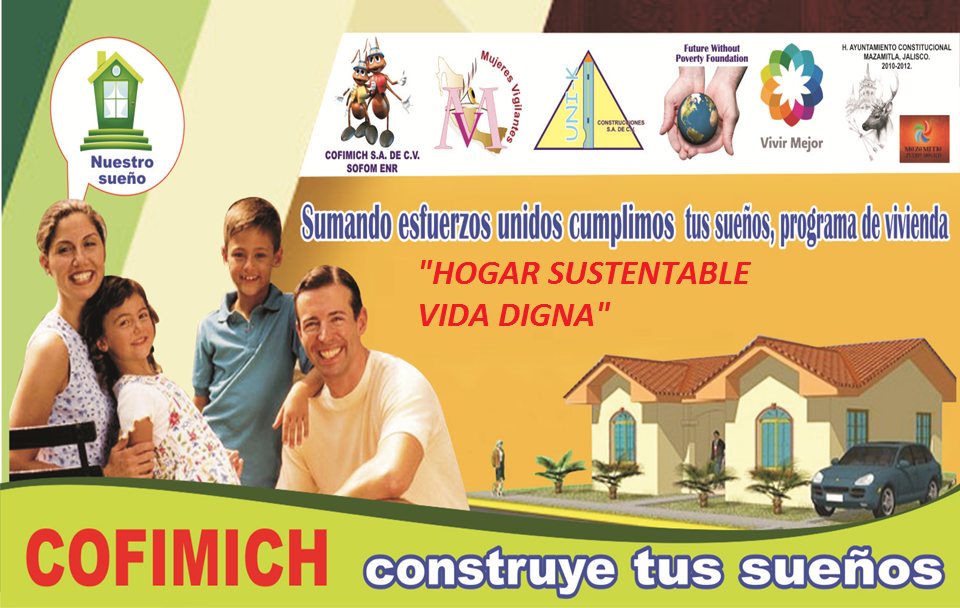 Nuestro
sueño
COFIMICH S.A. DE C.V.
SOFOM ENR
Mujeres Vigilantes
MV
UNI-K
CONSTRUCCIONES
S.A. DE C.V.
Future Without
Poverty Foundation
Vivir Mejor
H. AYUNTAMIENTO CONSTITUCIONAL
MAZAMITLA, JALISCO.
2010-2012.
Sumando esfuerzos unidos cumplimos tus sueños, programa de vivienda
"HOGAR SUSTENTABLE
VIDA DIGNA"
COFIMICH construye tus sueños